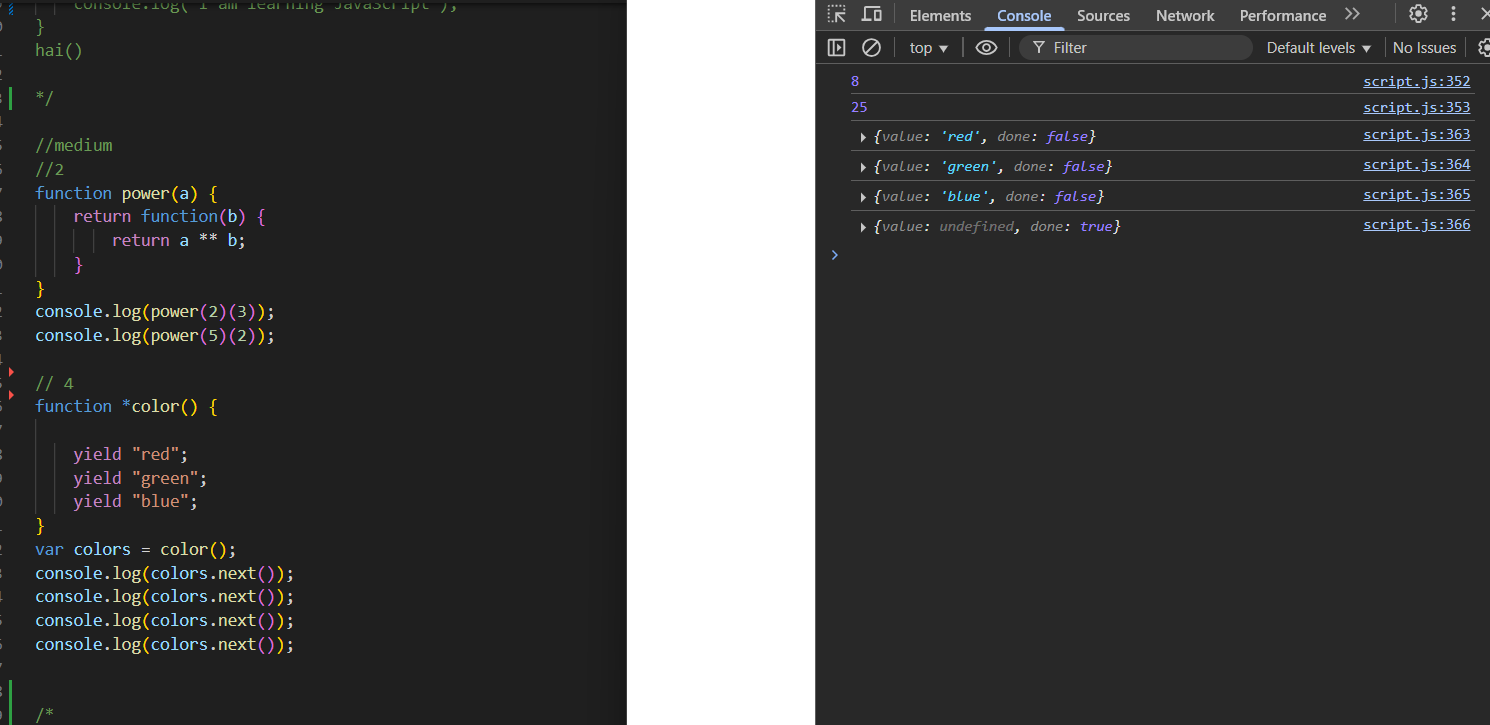 console.log( I am learning JavaScript );
}
hai()
*/
//medium
//2
function power(a) {
return function(b) {
return a ** b;
}
}
console.log(power(2)(3));
console.log(power(5)(2));
// 4
function *color() {
yield "red";
yield "green";
yield "blue";
}
var colors = color();
console.log(colors.next());
console.log(colors.next());
console.log(colors.next());
console.log(colors.next());
/*
Elements Console Sources Network Performance
top Filter Default levels No Issues
8 script.js:352
25 script.js:353
{value: 'red', done: false} script.js:363
{value: 'green', done: false} script.js:364
{value: 'blue', done: false} script.js:365
{value: undefined, done: true} script.js:366